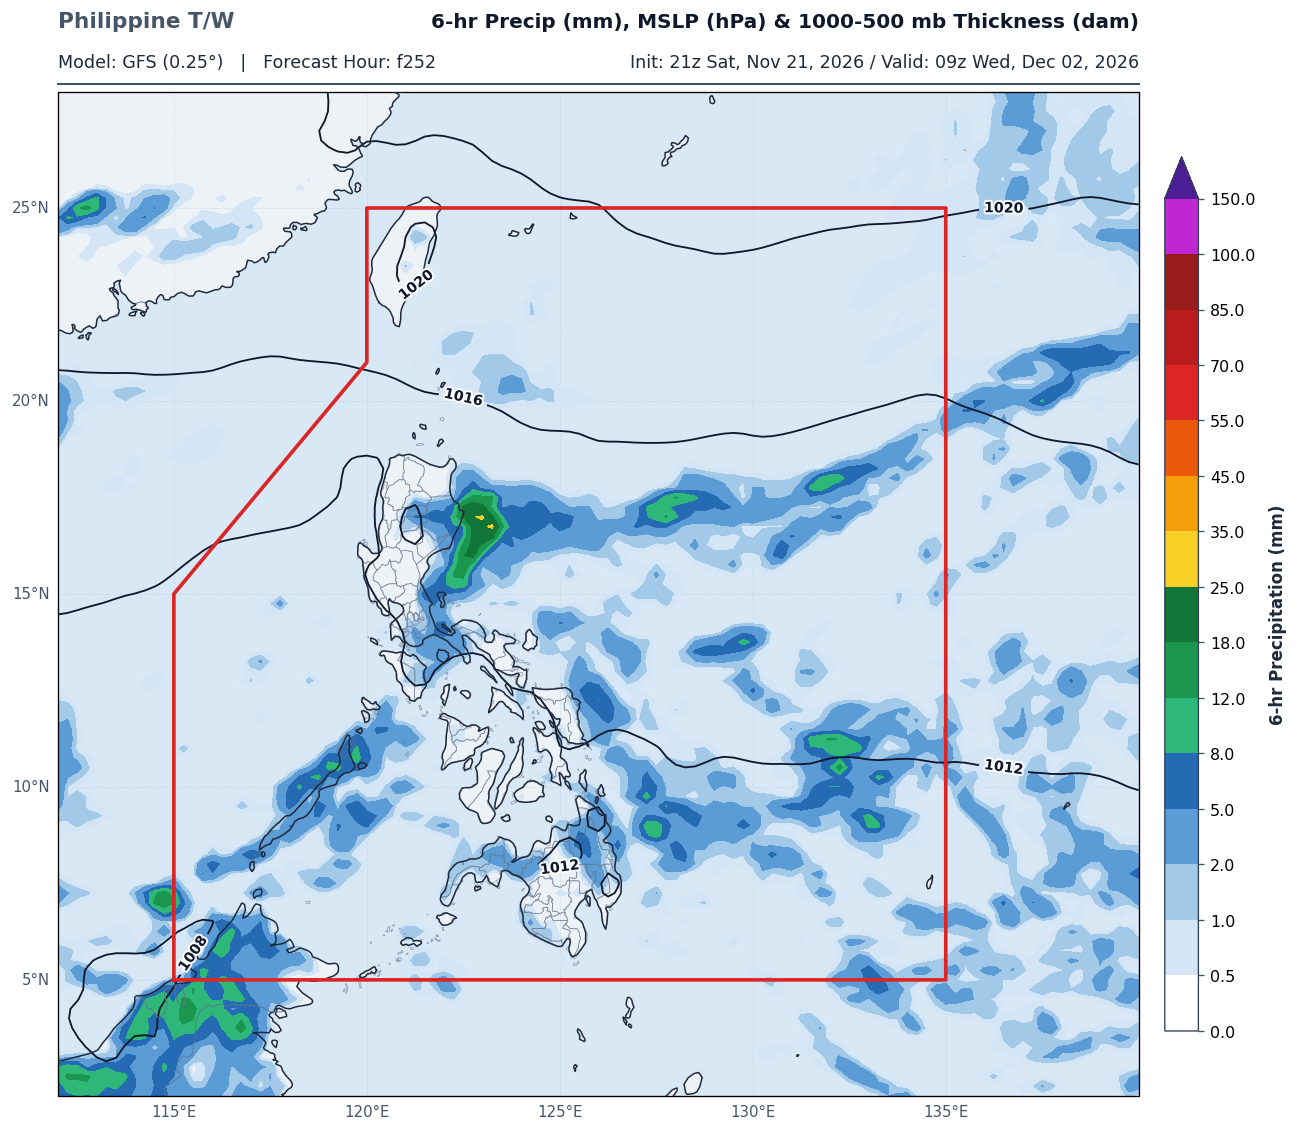 Philippine T/W
6-hr Precip (mm), MSLP (hPa) & 1000-500 mb Thickness (dam)
Model: GFS (0.25°) | Forecast Hour: f252
Init: 21z Sat, Nov 21, 2026 / Valid: 09z Wed, Dec 02, 2026
25°N
20°N
15°N
10°N
5°N
115°E
120°E
125°E
130°E
135°E
1020
1020
1016
1012
1012
1008
150.0
100.0
85.0
70.0
55.0
45.0
35.0
25.0
18.0
12.0
8.0
5.0
2.0
1.0
0.5
0.0
6-hr Precipitation (mm)